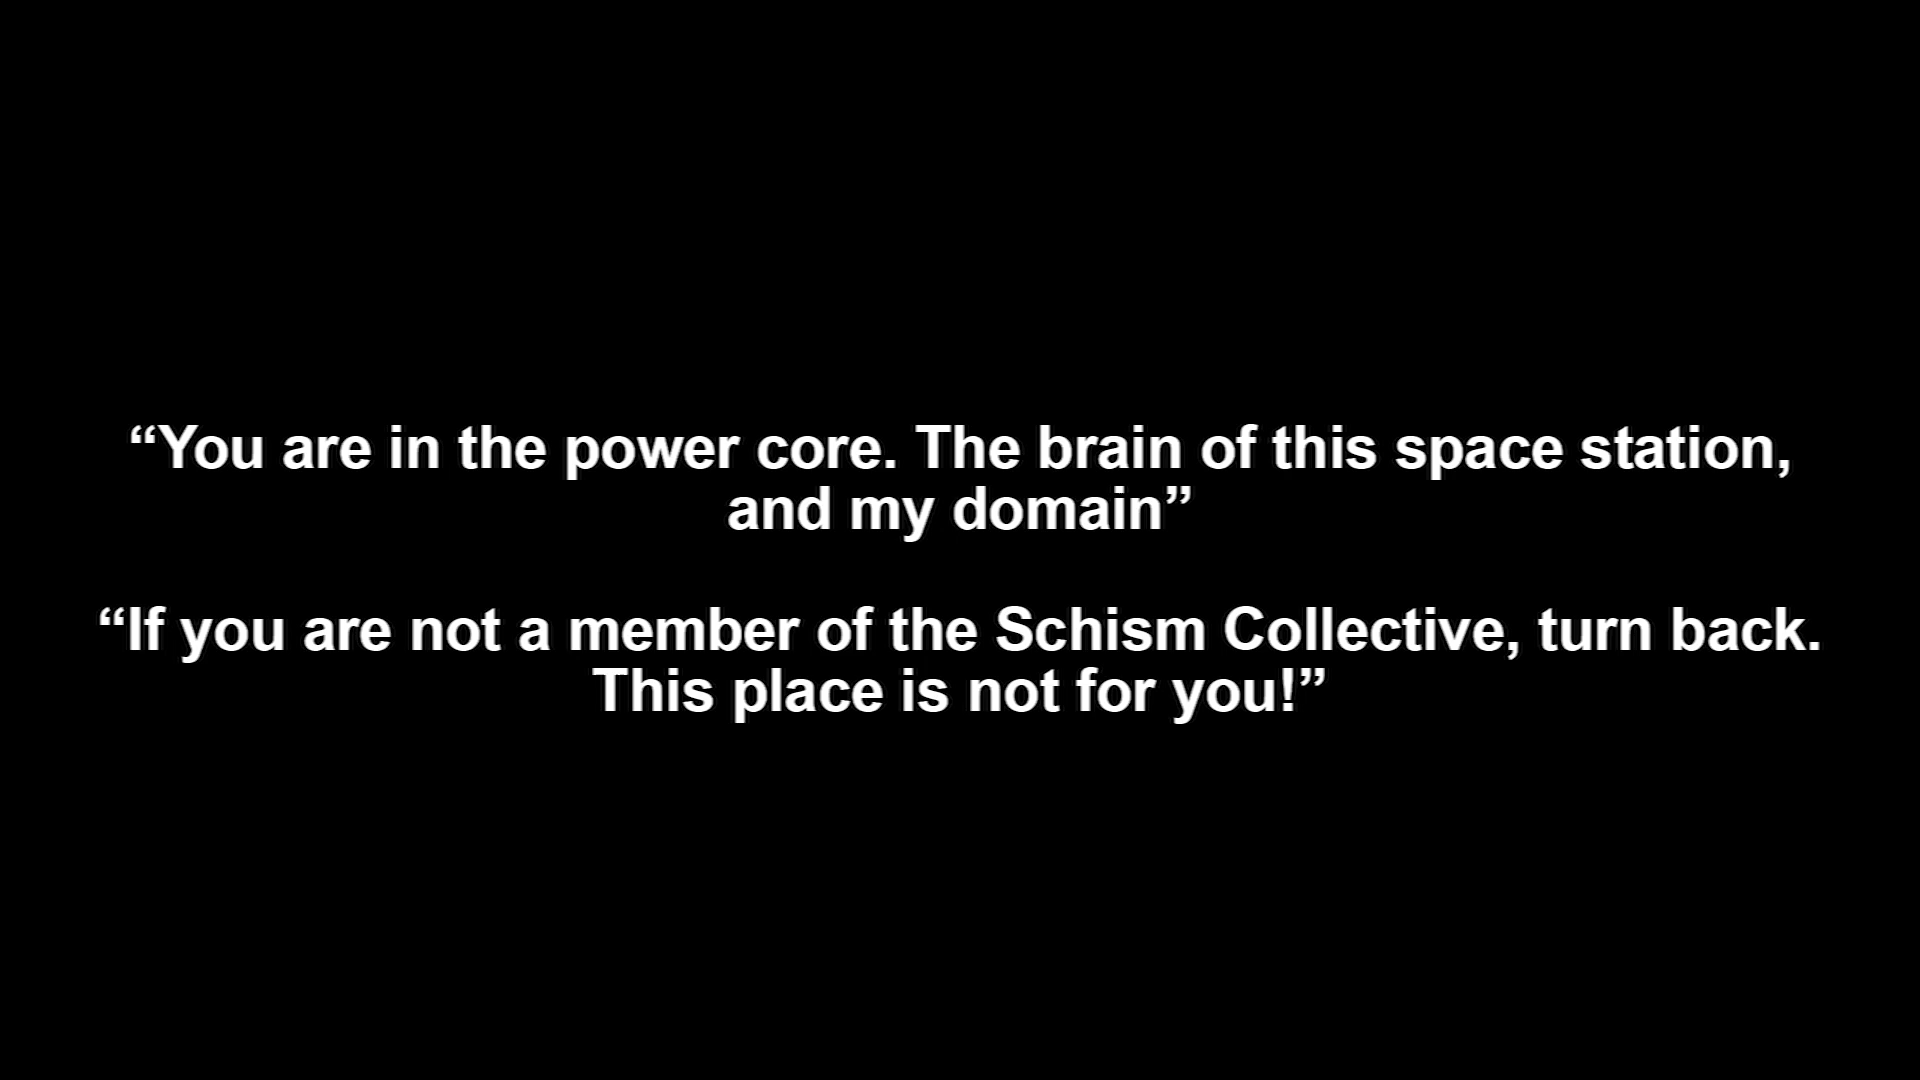 “You are in the power core. The brain of this space station,
and my domain”
“If you are not a member of the Schism Collective, turn back.
This place is not for you!”